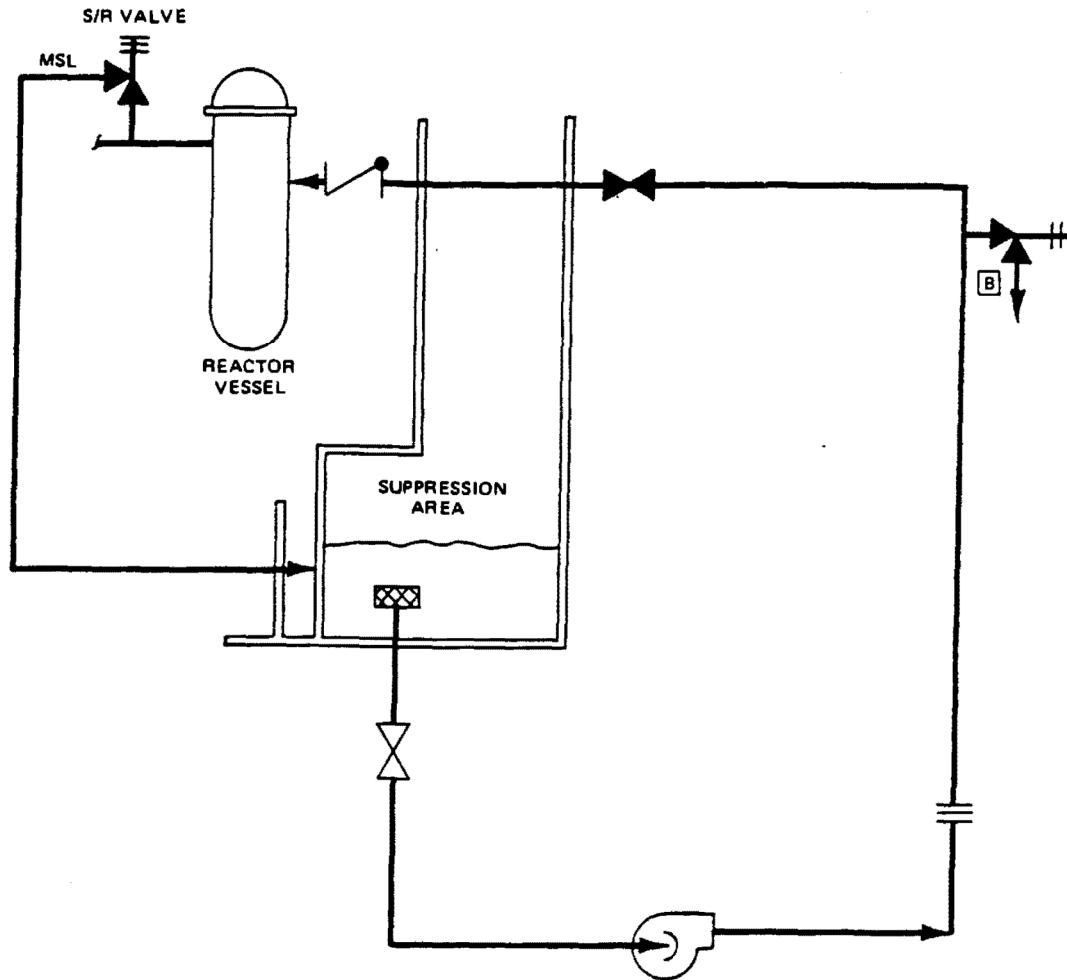 S/R VALVE
MSL
B
REACTOR
VESSEL
SUPPRESSION
AREA